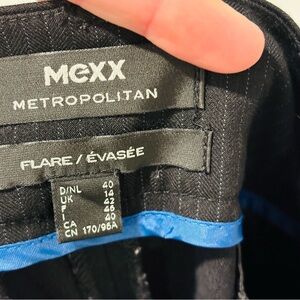 mexx
METROPOLITAN
FLARE / ÉVASÉE
D/NL 40
UK 14
F 42
I 46
CA 40
CN 170/96A